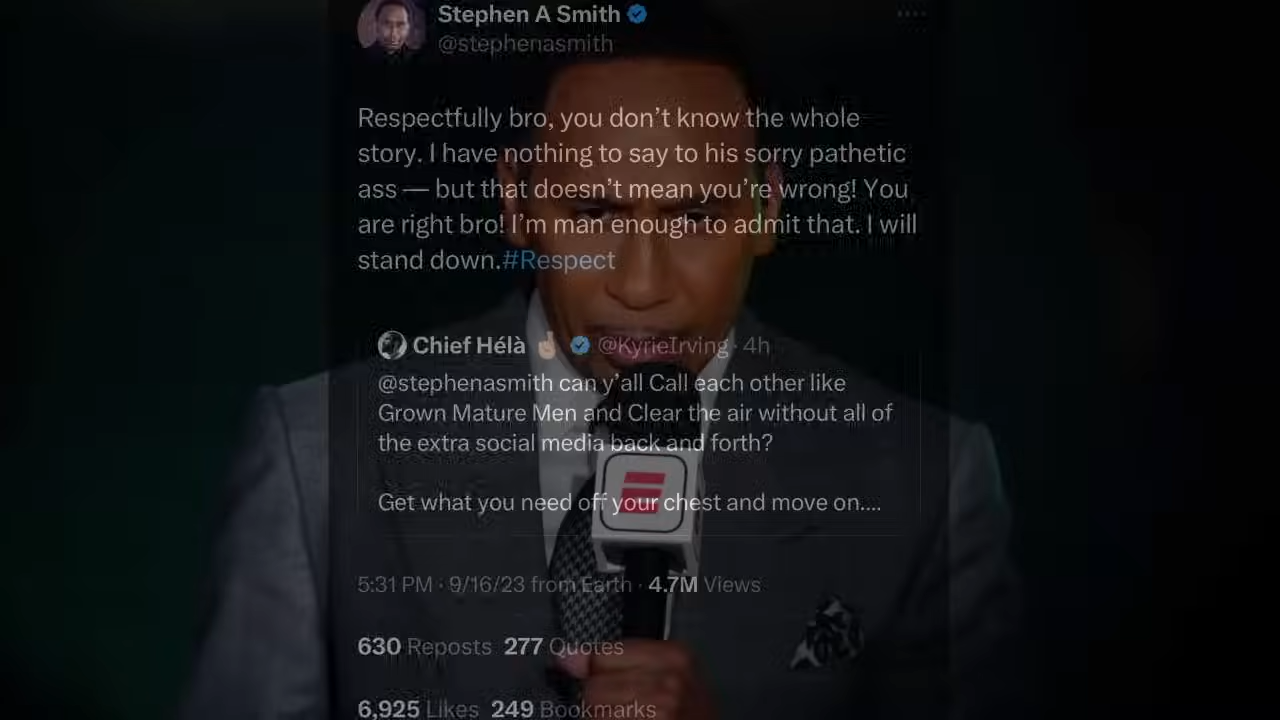 Stephen A Smith
@stephenasmith
Respectfully bro, you don’t know the whole
story. I have nothing to say to his sorry pathetic
ass — but that doesn’t mean you’re wrong! You
are right bro! I’m man enough to admit that. I will
stand down.#Respect
Chief Hélà 🤞🏾 @KyrieIrving · 4h
@stephenasmith can y’all Call each other like
Grown Mature Men and Clear the air without all of
the extra social media back and forth?
Get what you need off your chest and move on....
5:31 PM · 9/16/23 from Earth · 4.7M Views
630 Reposts 277 Quotes
6,925 Likes 249 Bookmarks